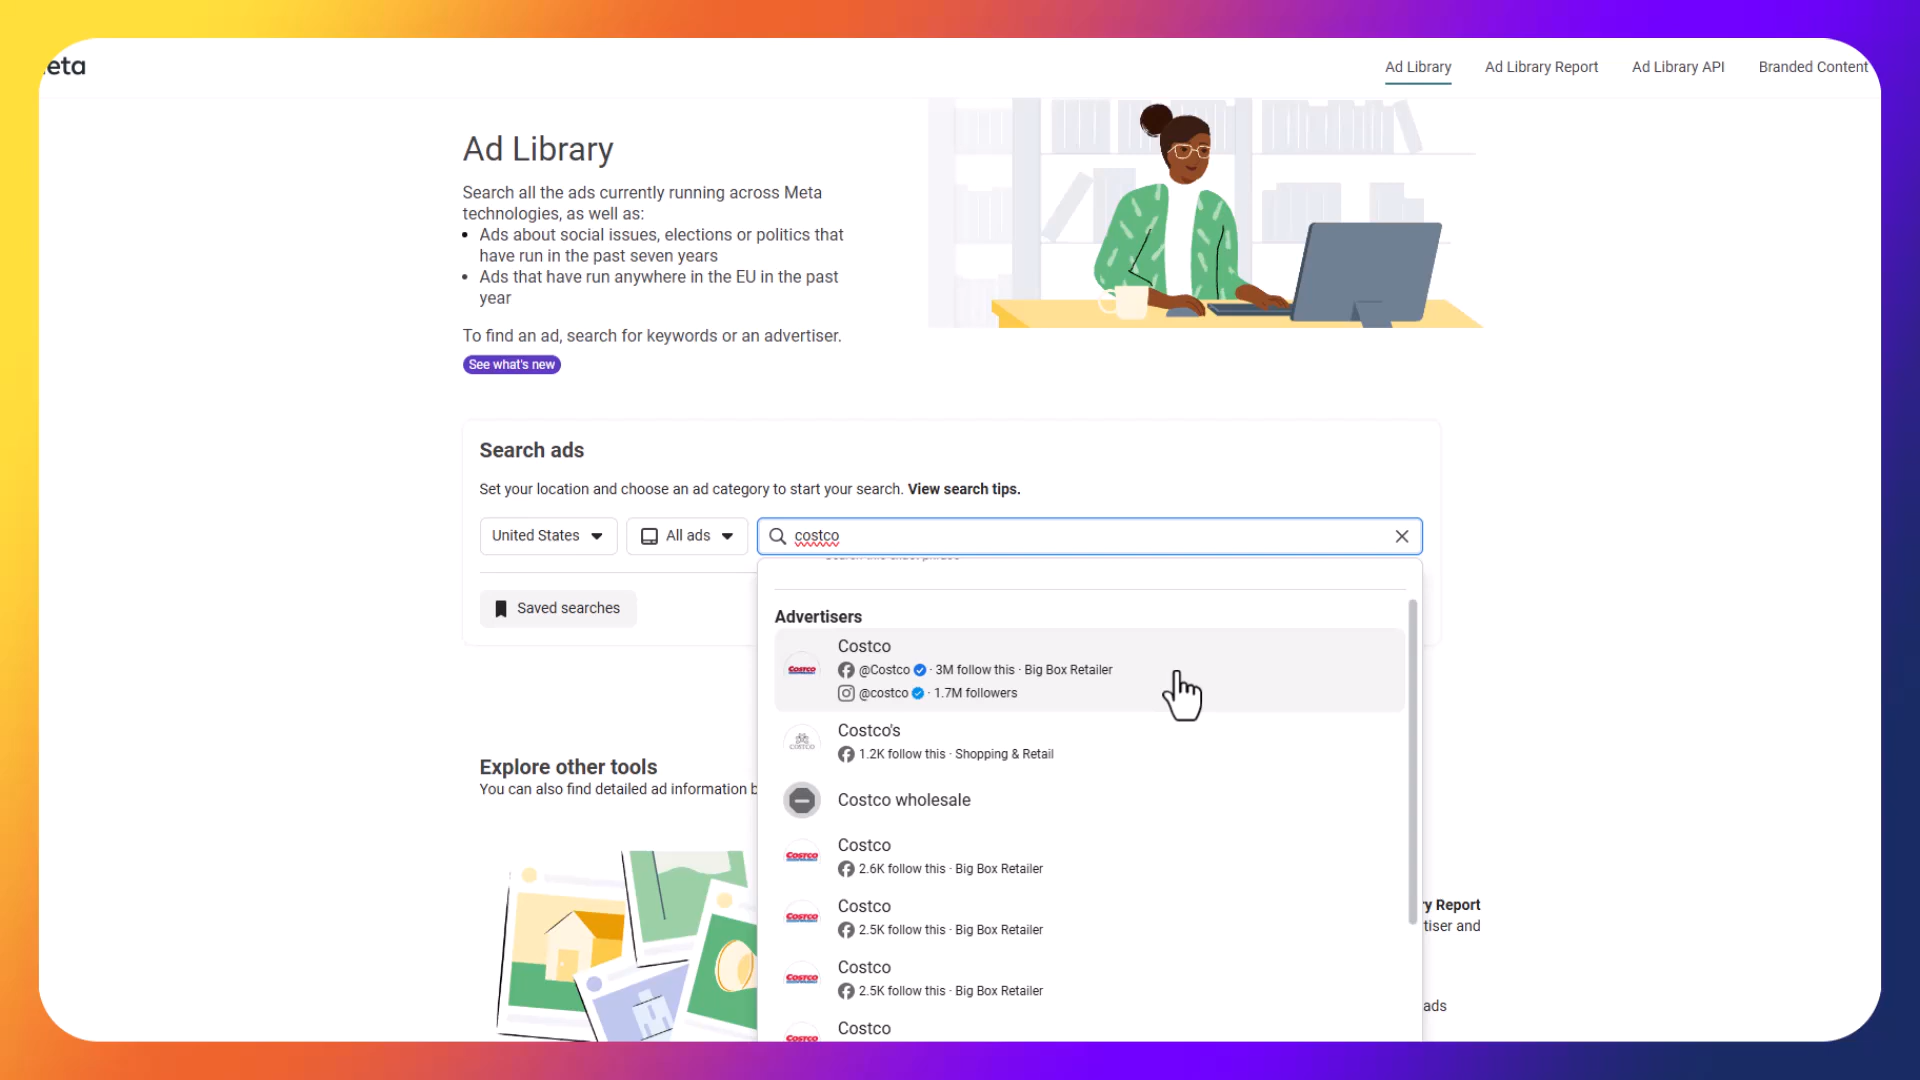 eta
Ad Library
Ad Library Report
Ad Library API
Branded Content
Ad Library
Search all the ads currently running across Meta
technologies, as well as:
Ads about social issues, elections or politics that
have run in the past seven years
Ads that have run anywhere in the EU in the past
year
To find an ad, search for keywords or an advertiser.
See what's new
Search ads
Set your location and choose an ad category to start your search. View search tips.
United States
All ads
costco
Saved searches
Advertisers
Costco
@Costco · 3M follow this · Big Box Retailer
@costco · 1.7M followers
Costco's
1.2K follow this · Shopping & Retail
Costco wholesale
Costco
2.6K follow this · Big Box Retailer
Costco
2.5K follow this · Big Box Retailer
Costco
2.5K follow this · Big Box Retailer
Costco
Explore other tools
You can also find detailed ad information b
y Report
tiser and
ads